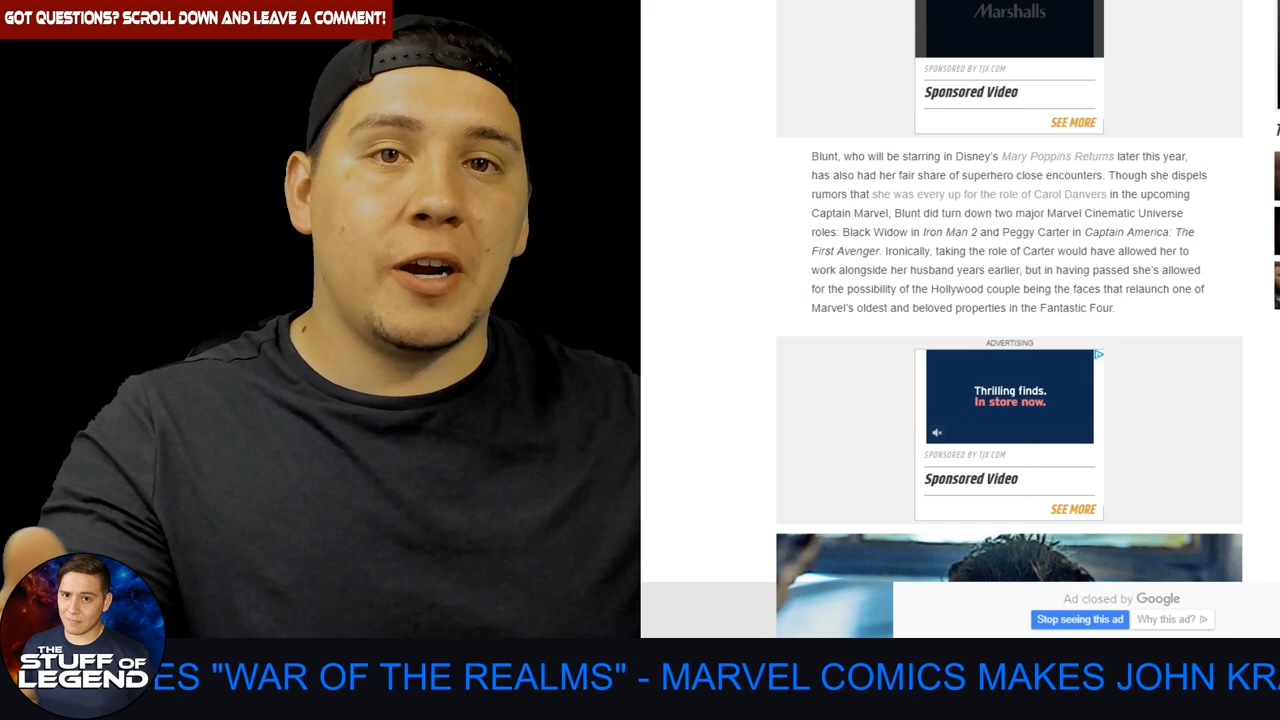 GOT QUESTIONS? SCROLL DOWN AND LEAVE A COMMENT!
Marshalls
SPONSORED BY TJX.COM
Sponsored Video
SEE MORE
Blunt, who will be starring in Disney's Mary Poppins Returns later this year,
has also had her fair share of superhero close encounters. Though she dispels
rumors that she was every up for the role of Carol Danvers in the upcoming
Captain Marvel, Blunt did turn down two major Marvel Cinematic Universe
roles: Black Widow in Iron Man 2 and Peggy Carter in Captain America: The
First Avenger. Ironically, taking the role of Carter would have allowed her to
work alongside her husband years earlier, but in having passed she's allowed
for the possibility of the Hollywood couple being the faces that relaunch one of
Marvel's oldest and beloved properties in the Fantastic Four.
ADVERTISING
Thrilling finds.
In store now.
SPONSORED BY TJX.COM
Sponsored Video
SEE MORE
Ad closed by Google
Stop seeing this ad
Why this ad?
THE
STUFF OF
LEGEND
ES "WAR OF THE REALMS" - MARVEL COMICS MAKES JOHN KR